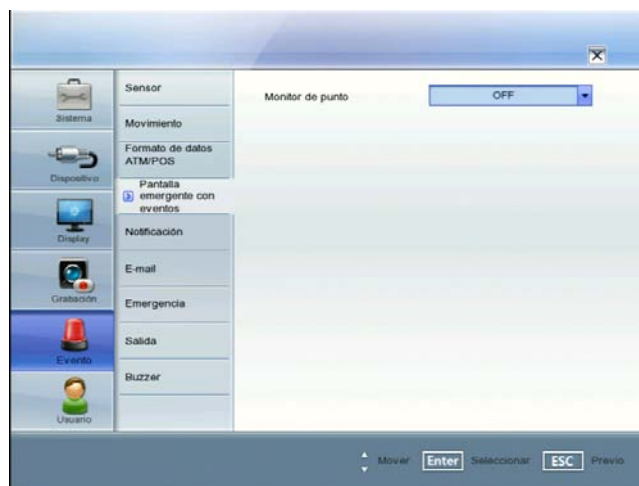 Sistema
Dispositivo
Display
Grabación
Evento
Usuario
Sensor
Movimiento
Formato de datos
ATM/POS
Pantalla
emergente con
eventos
Notificación
E-mail
Emergencia
Salida
Buzzer
Monitor de punto
OFF
Mover Enter Seleccionar ESC Previo